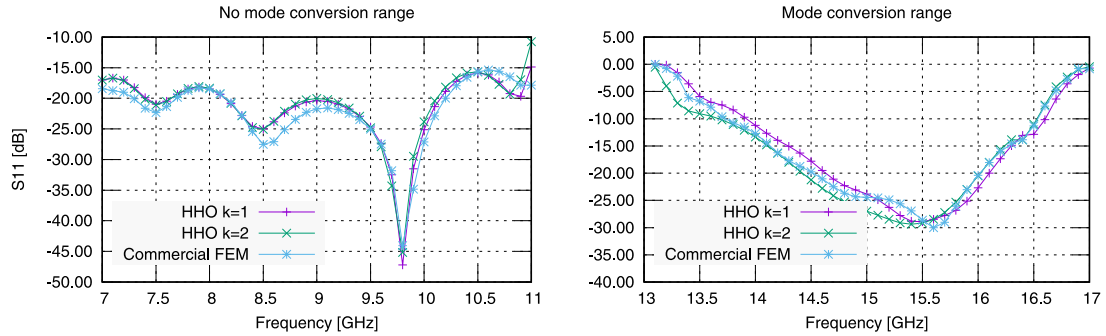 No mode conversion range
S11 [dB]
-10.00
-15.00
-20.00
-25.00
-30.00
-35.00
-40.00
-45.00
-50.00
HHO k=1
HHO k=2
Commercial FEM
7 7.5 8 8.5 9 9.5 10 10.5 11
Frequency [GHz]
Mode conversion range
5.00
0.00
-5.00
-10.00
-15.00
-20.00
-25.00
-30.00
-35.00
-40.00
HHO k=1
HHO k=2
Commercial FEM
13 13.5 14 14.5 15 15.5 16 16.5 17
Frequency [GHz]